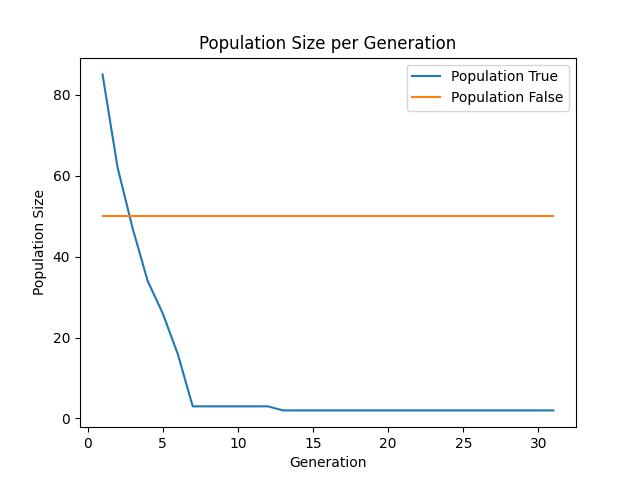 Population Size per Generation
Population True
Population False
Population Size
80
60
40
20
0
0 5 10 15 20 25 30
Generation